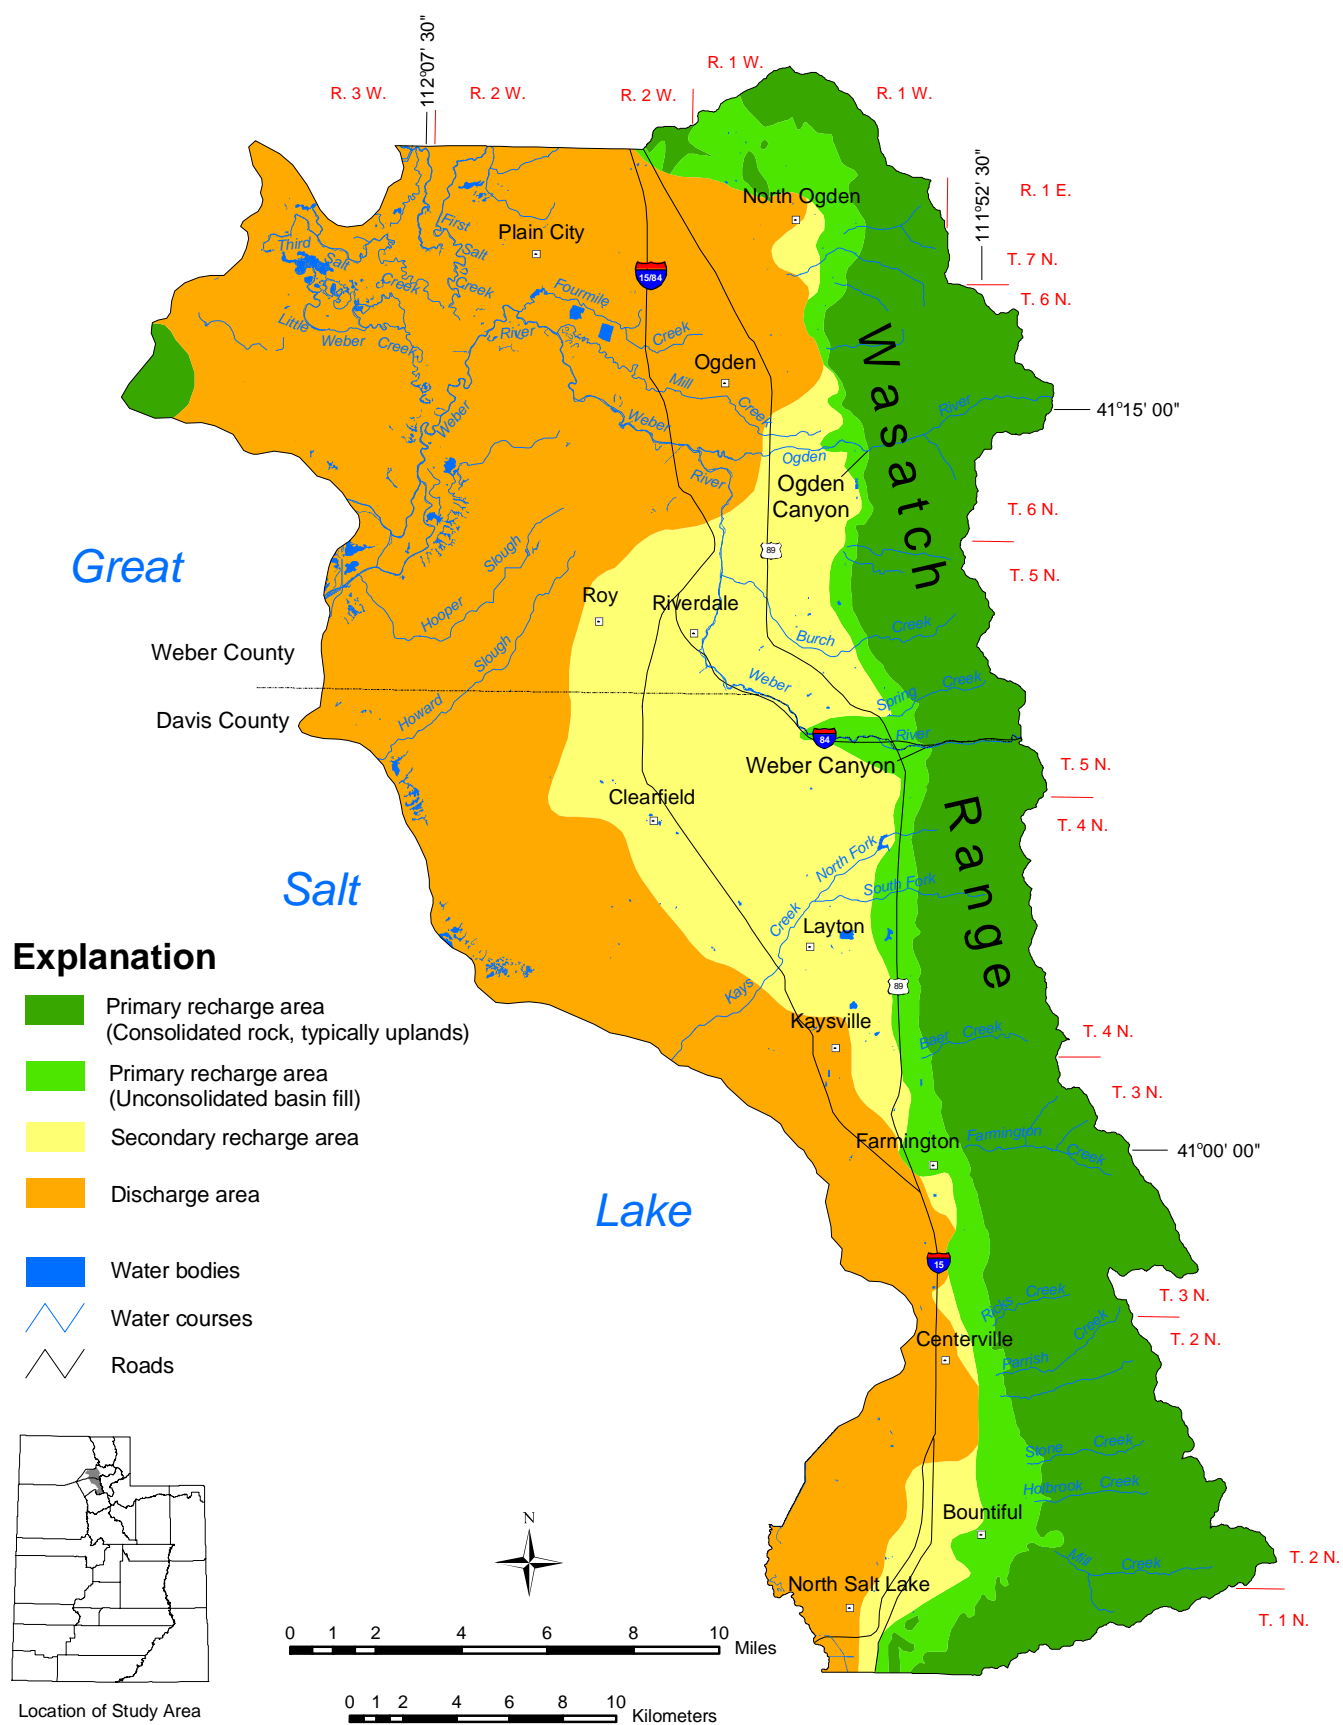 R. 1 W.
R. 3 W.
112°07' 30"
R. 2 W.
R. 2 W.
R. 1 W.
111°52' 30"
R. 1 E.
North Ogden
Plain City
First
Salt
Creek
Third
Salt
Creek
T. 7 N.
T. 6 N.
15/84
Fourmile
Creek
Little
Weber Creek
River
Weber
Ogden
Mill
Creek
Weber
River
Ogden
River
41°15' 00"
Wasatch
Ogden
Canyon
T. 6 N.
T. 5 N.
89
Great
Hooper
Slough
Roy
Riverdale
Burch
Creek
Weber County
Davis County
Howard
Slough
Weber
River
Spring
Creek
84
Weber Canyon
T. 5 N.
T. 4 N.
Range
Clearfield
North Fork
South Fork
Kays
Creek
Layton
Salt
89
Kaysville
Baer Creek
T. 4 N.
T. 3 N.
Explanation
Primary recharge area
(Consolidated rock, typically uplands)
Primary recharge area
(Unconsolidated basin fill)
Secondary recharge area
Discharge area
Water bodies
Water courses
Roads
Farmington
Farmington
Creek
41°00' 00"
Lake
15
Ricks Creek
T. 3 N.
T. 2 N.
Centerville
Parrish
Creek
Stone Creek
Holbrook Creek
Bountiful
Mill Creek
T. 2 N.
T. 1 N.
North Salt Lake
N
0 1 2 4 6 8 10 Miles
0 1 2 4 6 8 10 Kilometers
Location of Study Area